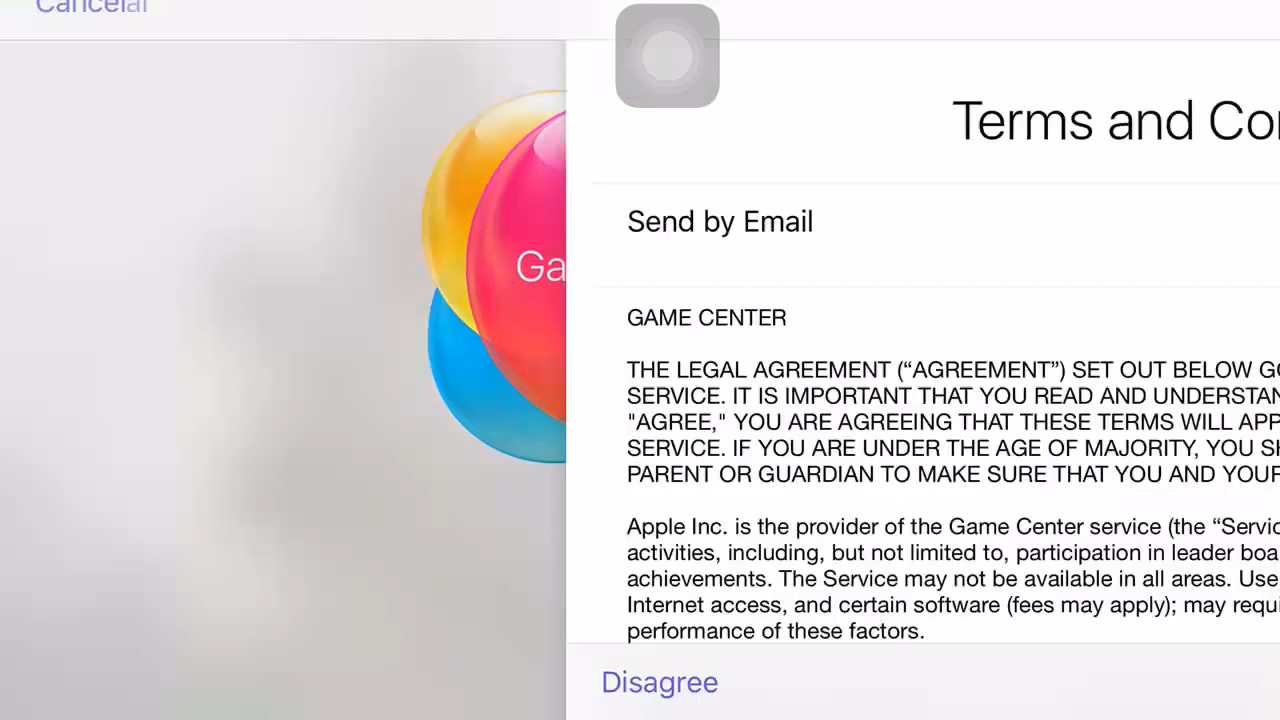 Cancel
Terms and Co
Send by Email
Ga
GAME CENTER
THE LEGAL AGREEMENT (“AGREEMENT”) SET OUT BELOW G
SERVICE. IT IS IMPORTANT THAT YOU READ AND UNDERSTAN
"AGREE," YOU ARE AGREEING THAT THESE TERMS WILL APP
SERVICE. IF YOU ARE UNDER THE AGE OF MAJORITY, YOU SH
PARENT OR GUARDIAN TO MAKE SURE THAT YOU AND YOUR
Apple Inc. is the provider of the Game Center service (the “Servic
activities, including, but not limited to, participation in leader boa
achievements. The Service may not be available in all areas. Use
Internet access, and certain software (fees may apply); may requi
performance of these factors.
Disagree